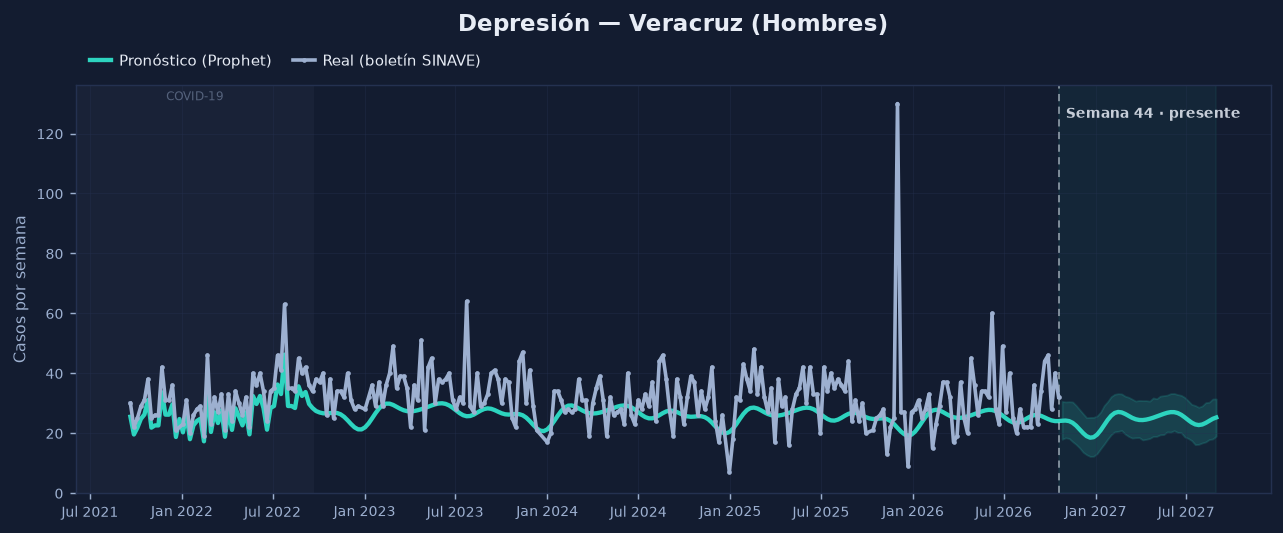 Depresión — Veracruz (Hombres)
Pronóstico (Prophet) Real (boletín SINAVE)
COVID-19
Semana 44 · presente
Casos por semana
120
100
80
60
40
20
0
Jul 2021 Jan 2022 Jul 2022 Jan 2023 Jul 2023 Jan 2024 Jul 2024 Jan 2025 Jul 2025 Jan 2026 Jul 2026 Jan 2027 Jul 2027